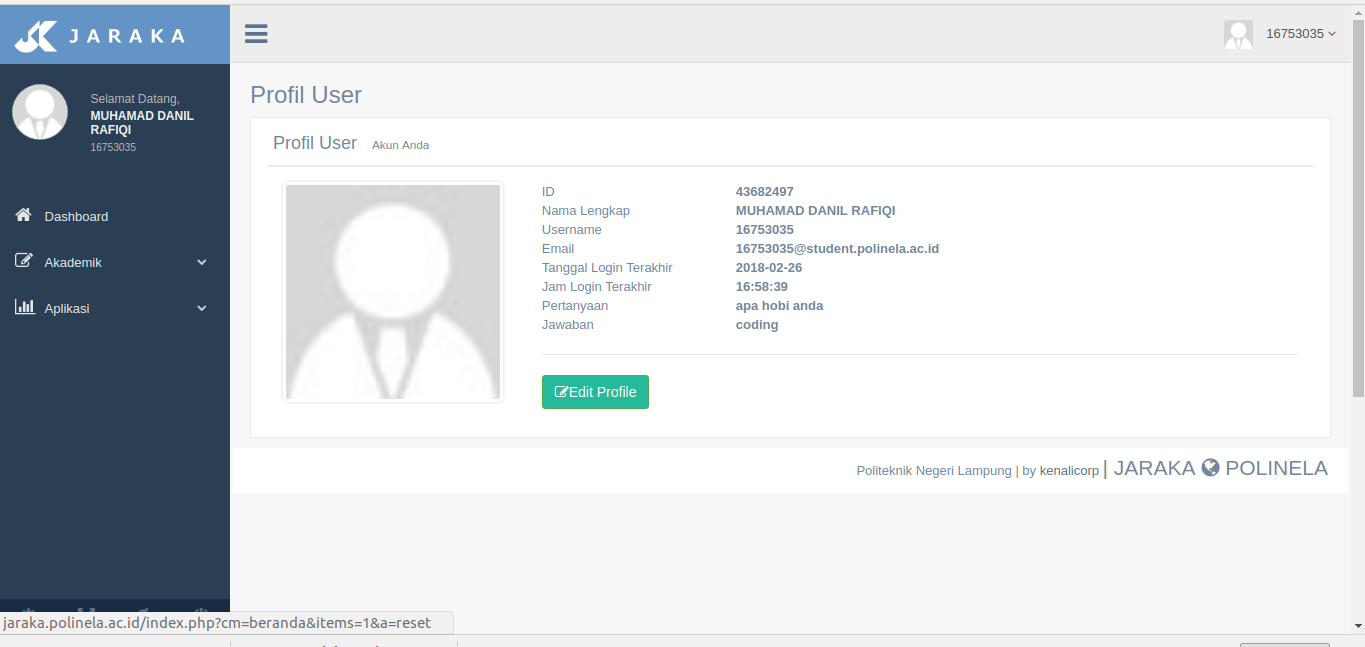 JARAKA
16753035
Selamat Datang,
MUHAMAD DANIL
RAFIQI
16753035
Dashboard
Akademik
Aplikasi
Profil User
Profil User Akun Anda
ID 43682497
Nama Lengkap MUHAMAD DANIL RAFIQI
Username 16753035
Email 16753035@student.polinela.ac.id
Tanggal Login Terakhir 2018-02-26
Jam Login Terakhir 16:58:39
Pertanyaan apa hobi anda
Jawaban coding
Edit Profile
Politeknik Negeri Lampung | by kenalicorp | JARAKA POLINELA
jaraka.polinela.ac.id/index.php?cm=beranda&items=1&a=reset